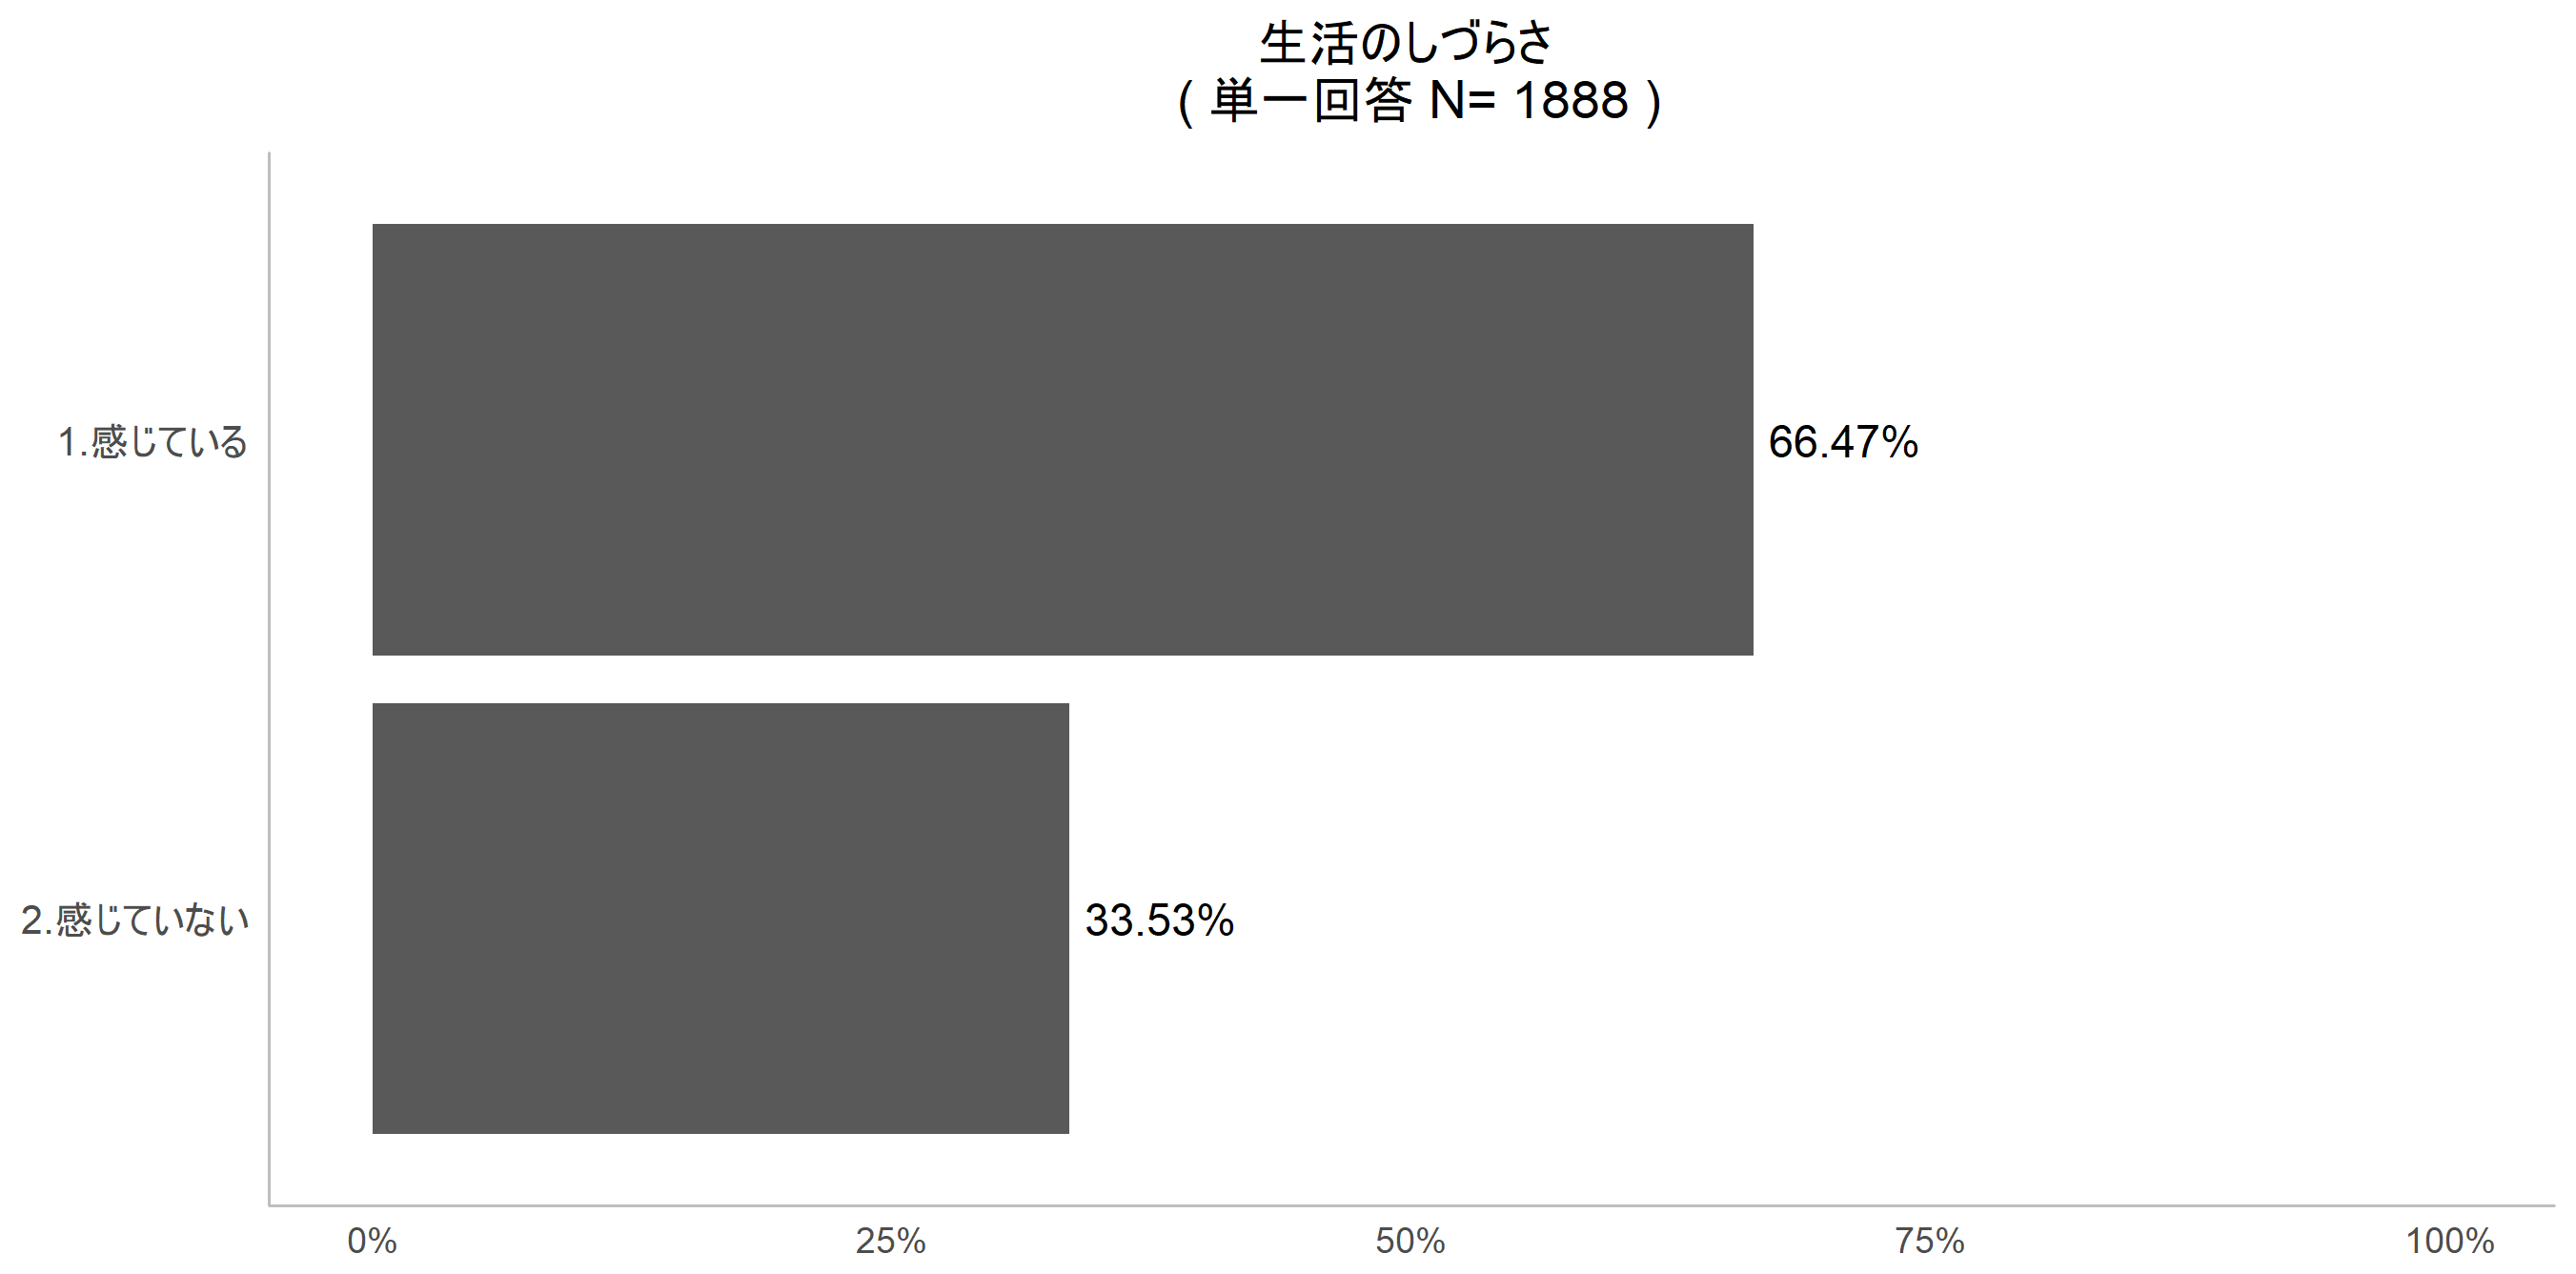 生活のしづらさ
( 単一回答 N= 1888 )
1.感じている
66.47%
2.感じていない
33.53%
0% 25% 50% 75% 100%